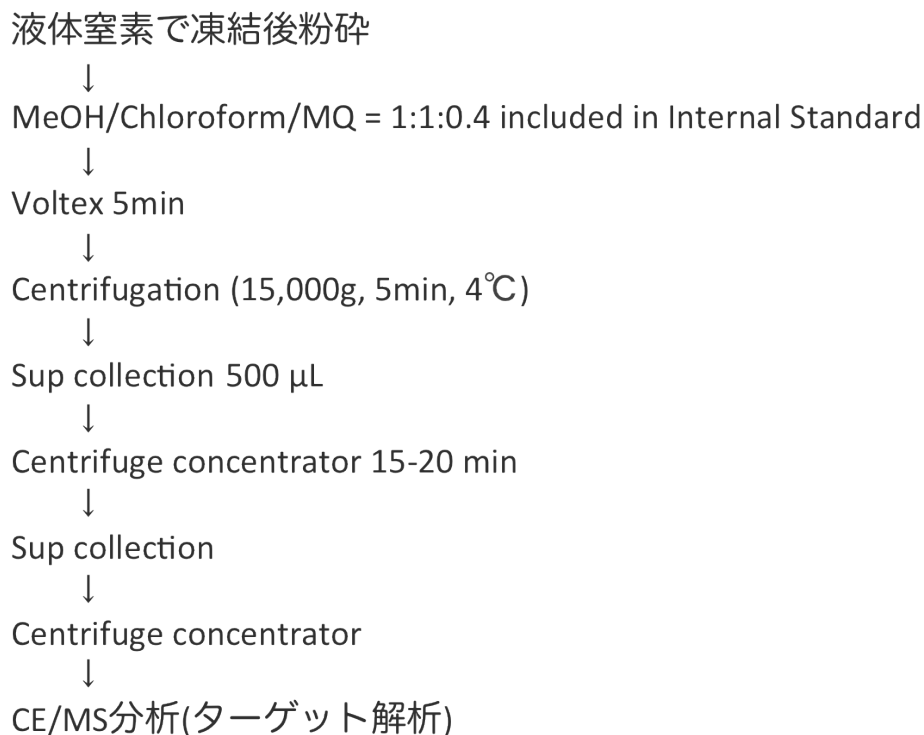 液体窒素で凍結後粉砕
↓
MeOH/Chloroform/MQ = 1:1:0.4 included in Internal Standard
↓
Voltex 5min
↓
Centrifugation (15,000g, 5min, 4℃)
↓
Sup collection 500 μL
↓
Centrifuge concentrator 15-20 min
↓
Sup collection
↓
Centrifuge concentrator
↓
CE/MS分析(ターゲット解析)